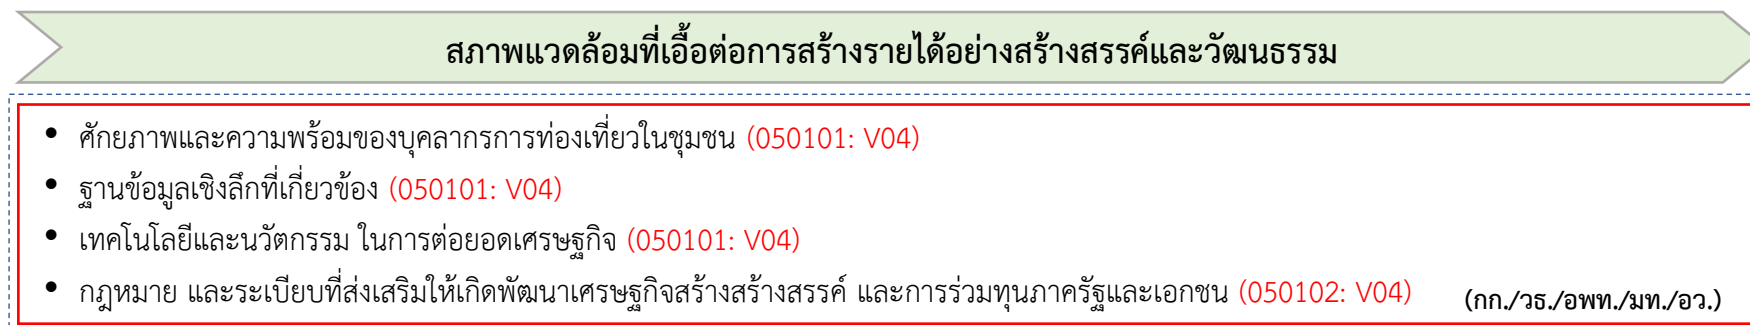 สภาพแวดล้อมที่เอื้อต่อการสร้างรายได้อย่างสร้างสรรค์และวัฒนธรรม
• ศักยภาพและความพร้อมของบุคลากรการท่องเที่ยวในชุมชน (050101: V04)
• ฐานข้อมูลเชิงลึกที่เกี่ยวข้อง (050101: V04)
• เทคโนโลยีและนวัตกรรม ในการต่อยอดเศรษฐกิจ (050101: V04)
• กฎหมาย และระเบียบที่ส่งเสริมให้เกิดพัฒนาเศรษฐกิจสร้างสร้างสรรค์ และการร่วมทุนภาครัฐและเอกชน (050102: V04) (กก./วธ./อพท./มท./อว.)